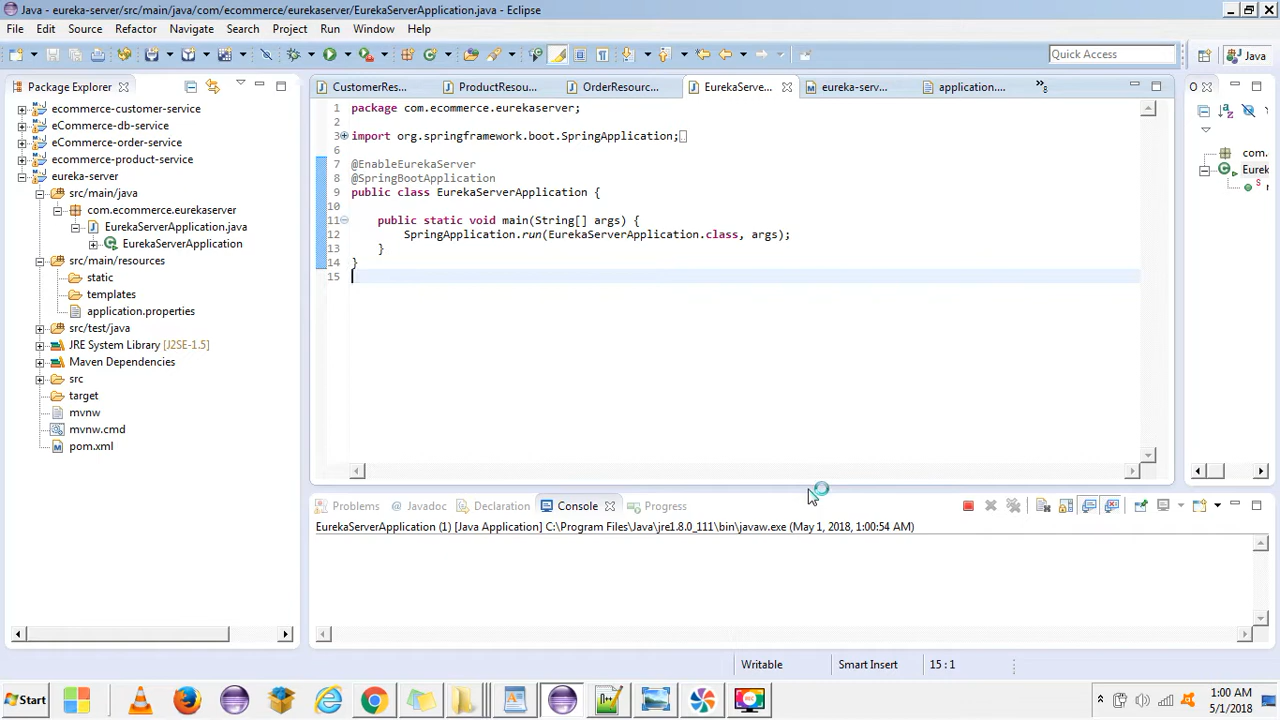 Java - eureka-server/src/main/java/com/ecommerce/eurekaserver/EurekaServerApplication.java - Eclipse
File Edit Source Refactor Navigate Search Project Run Window Help
Quick Access
Java
Package Explorer
ecommerce-customer-service
eCommerce-db-service
eCommerce-order-service
ecommerce-product-service
eureka-server
src/main/java
com.ecommerce.eurekaserver
EurekaServerApplication.java
EurekaServerApplication
src/main/resources
static
templates
application.properties
src/test/java
JRE System Library [J2SE-1.5]
Maven Dependencies
src
target
mvnw
mvnw.cmd
pom.xml
CustomerRes... ProductResou... OrderResourc... EurekaServe... eureka-serv... application.... »8
1 package com.ecommerce.eurekaserver;
2
3 import org.springframework.boot.SpringApplication;
6
7 @EnableEurekaServer
8 @SpringBootApplication
9 public class EurekaServerApplication {
10
11 public static void main(String[] args) {
12 SpringApplication.run(EurekaServerApplication.class, args);
13 }
14 }
15
O
com.
Eurek
Problems @ Javadoc Declaration Console Progress
EurekaServerApplication (1) [Java Application] C:\Program Files\Java\jre1.8.0_111\bin\javaw.exe (May 1, 2018, 1:00:54 AM)
Writable Smart Insert 15 : 1
Start
1:00 AM
5/1/2018